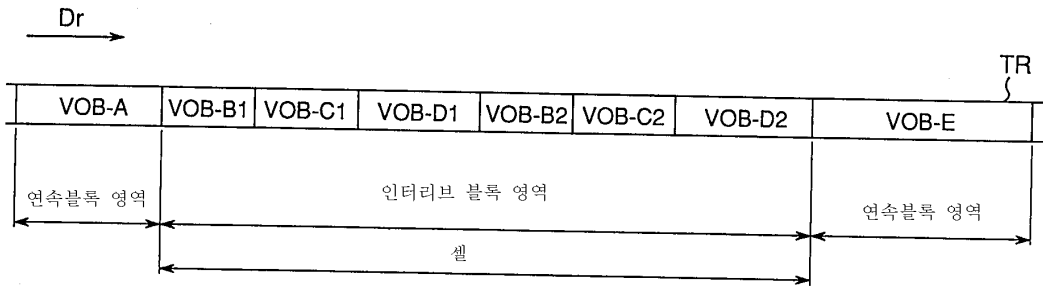 Dr
TR
VOB-A VOB-B1 VOB-C1 VOB-D1 VOB-B2 VOB-C2 VOB-D2 VOB-E
연속블록 영역 인터리브 블록 영역 연속블록 영역
셀